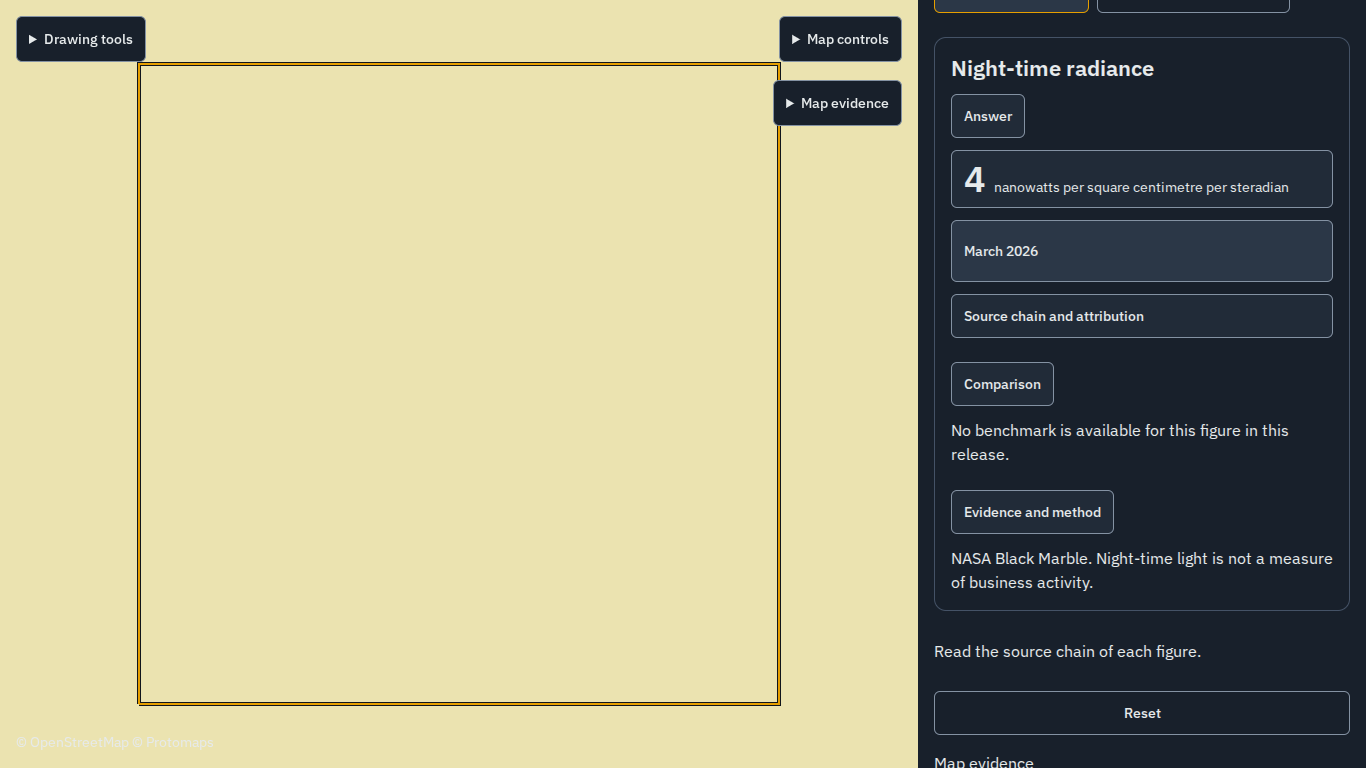 Drawing tools
Map controls
Map evidence
© OpenStreetMap © Protomaps
Night-time radiance
Answer
4 nanowatts per square centimetre per steradian
March 2026
Source chain and attribution
Comparison
No benchmark is available for this figure in this
release.
Evidence and method
NASA Black Marble. Night-time light is not a measure
of business activity.
Read the source chain of each figure.
Reset
Map evidence